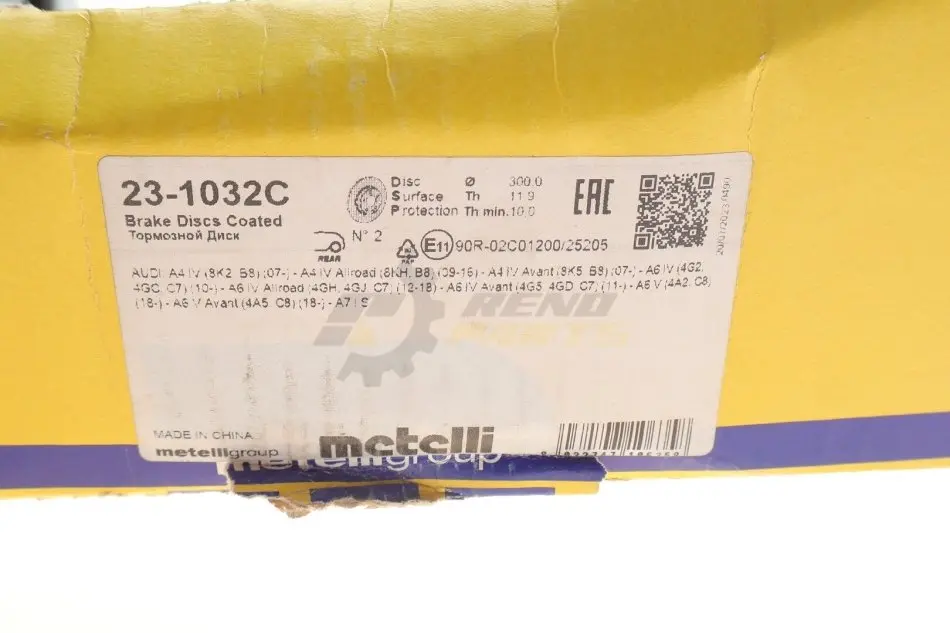 23-1032C
Brake Discs Coated
Тормозной Диск
Disc Ø 300.0
Surface Th 11.9
Protection Th min. 10.0
EAC
REAR
N° 2
PAP
E11 90R-02C01200/25205
AUDI: A4 IV (8K2, B8) (07-) - A4 IV Allroad (8KH, B8) (09-16) - A4 IV Avant (8K5, B8) (07-) - A6 IV (4G2,
4GC, C7) (10-) - A6 IV Allroad (4GH, 4GJ, C7) (12-18) - A6 IV Avant (4G5, 4GD, C7) (11-) - A6 V (4A2, C8)
(18-) - A6 V Avant (4A5, C8) (18-) - A7 I S
RENO
PARTS
MADE IN CHINA
metelligroup
metelli
metelligroup